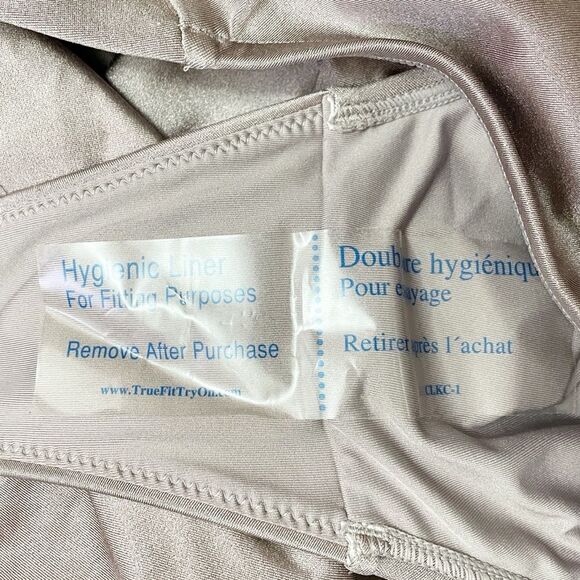 Hygienic Liner
For Fitting Purposes
Remove After Purchase
www.TrueFitTryOn.com
Doublure hygiénique
Pour essayage
Retirer après l´achat
CLKC-1